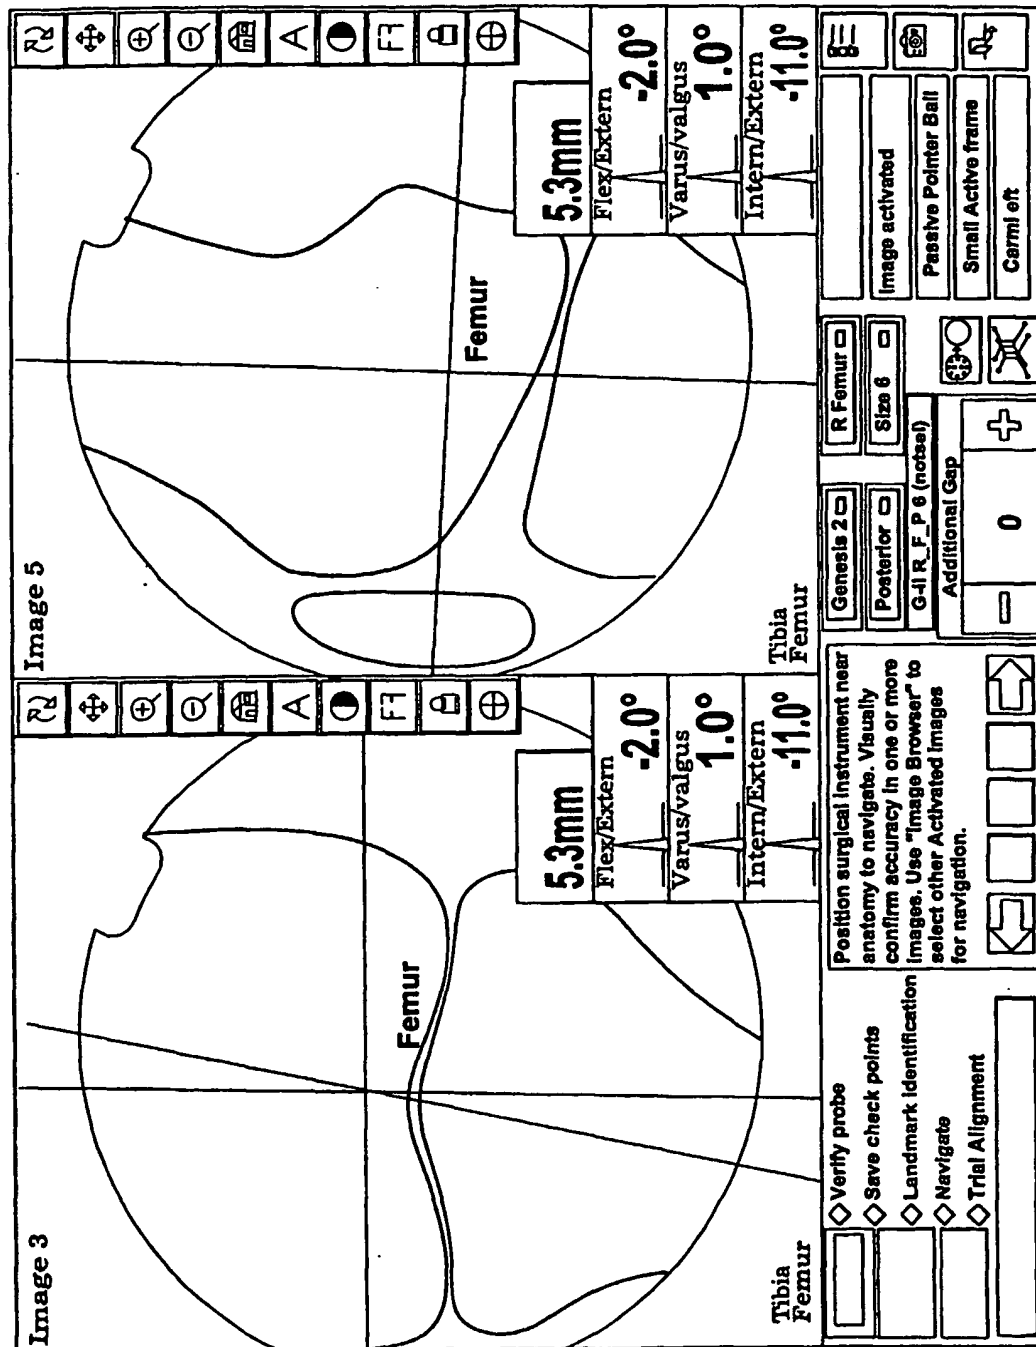 Image 3
A
Femur
5.3mm
Flex/Extern
-2.0°
Varus/valgus
1.0°
Intern/Extern
-11.0°
Tibia
Femur
Image 5
A
Femur
5.3mm
Flex/Extern
-2.0°
Varus/valgus
1.0°
Intern/Extern
-11.0°
Tibia
Femur
Verify probe
Save check points
Landmark identification
Navigate
Trial Alignment
Position surgical instrument near
anatomy to navigate. Visually
confirm accuracy in one or more
images. Use "Image Browser" to
select other Activated images
for navigation.
Genesis 2
R Femur
Posterior
Size 6
G-II R_F_P 6 (notsel)
Additional Gap
0
Image activated
Passive Pointer Ball
Small Active frame